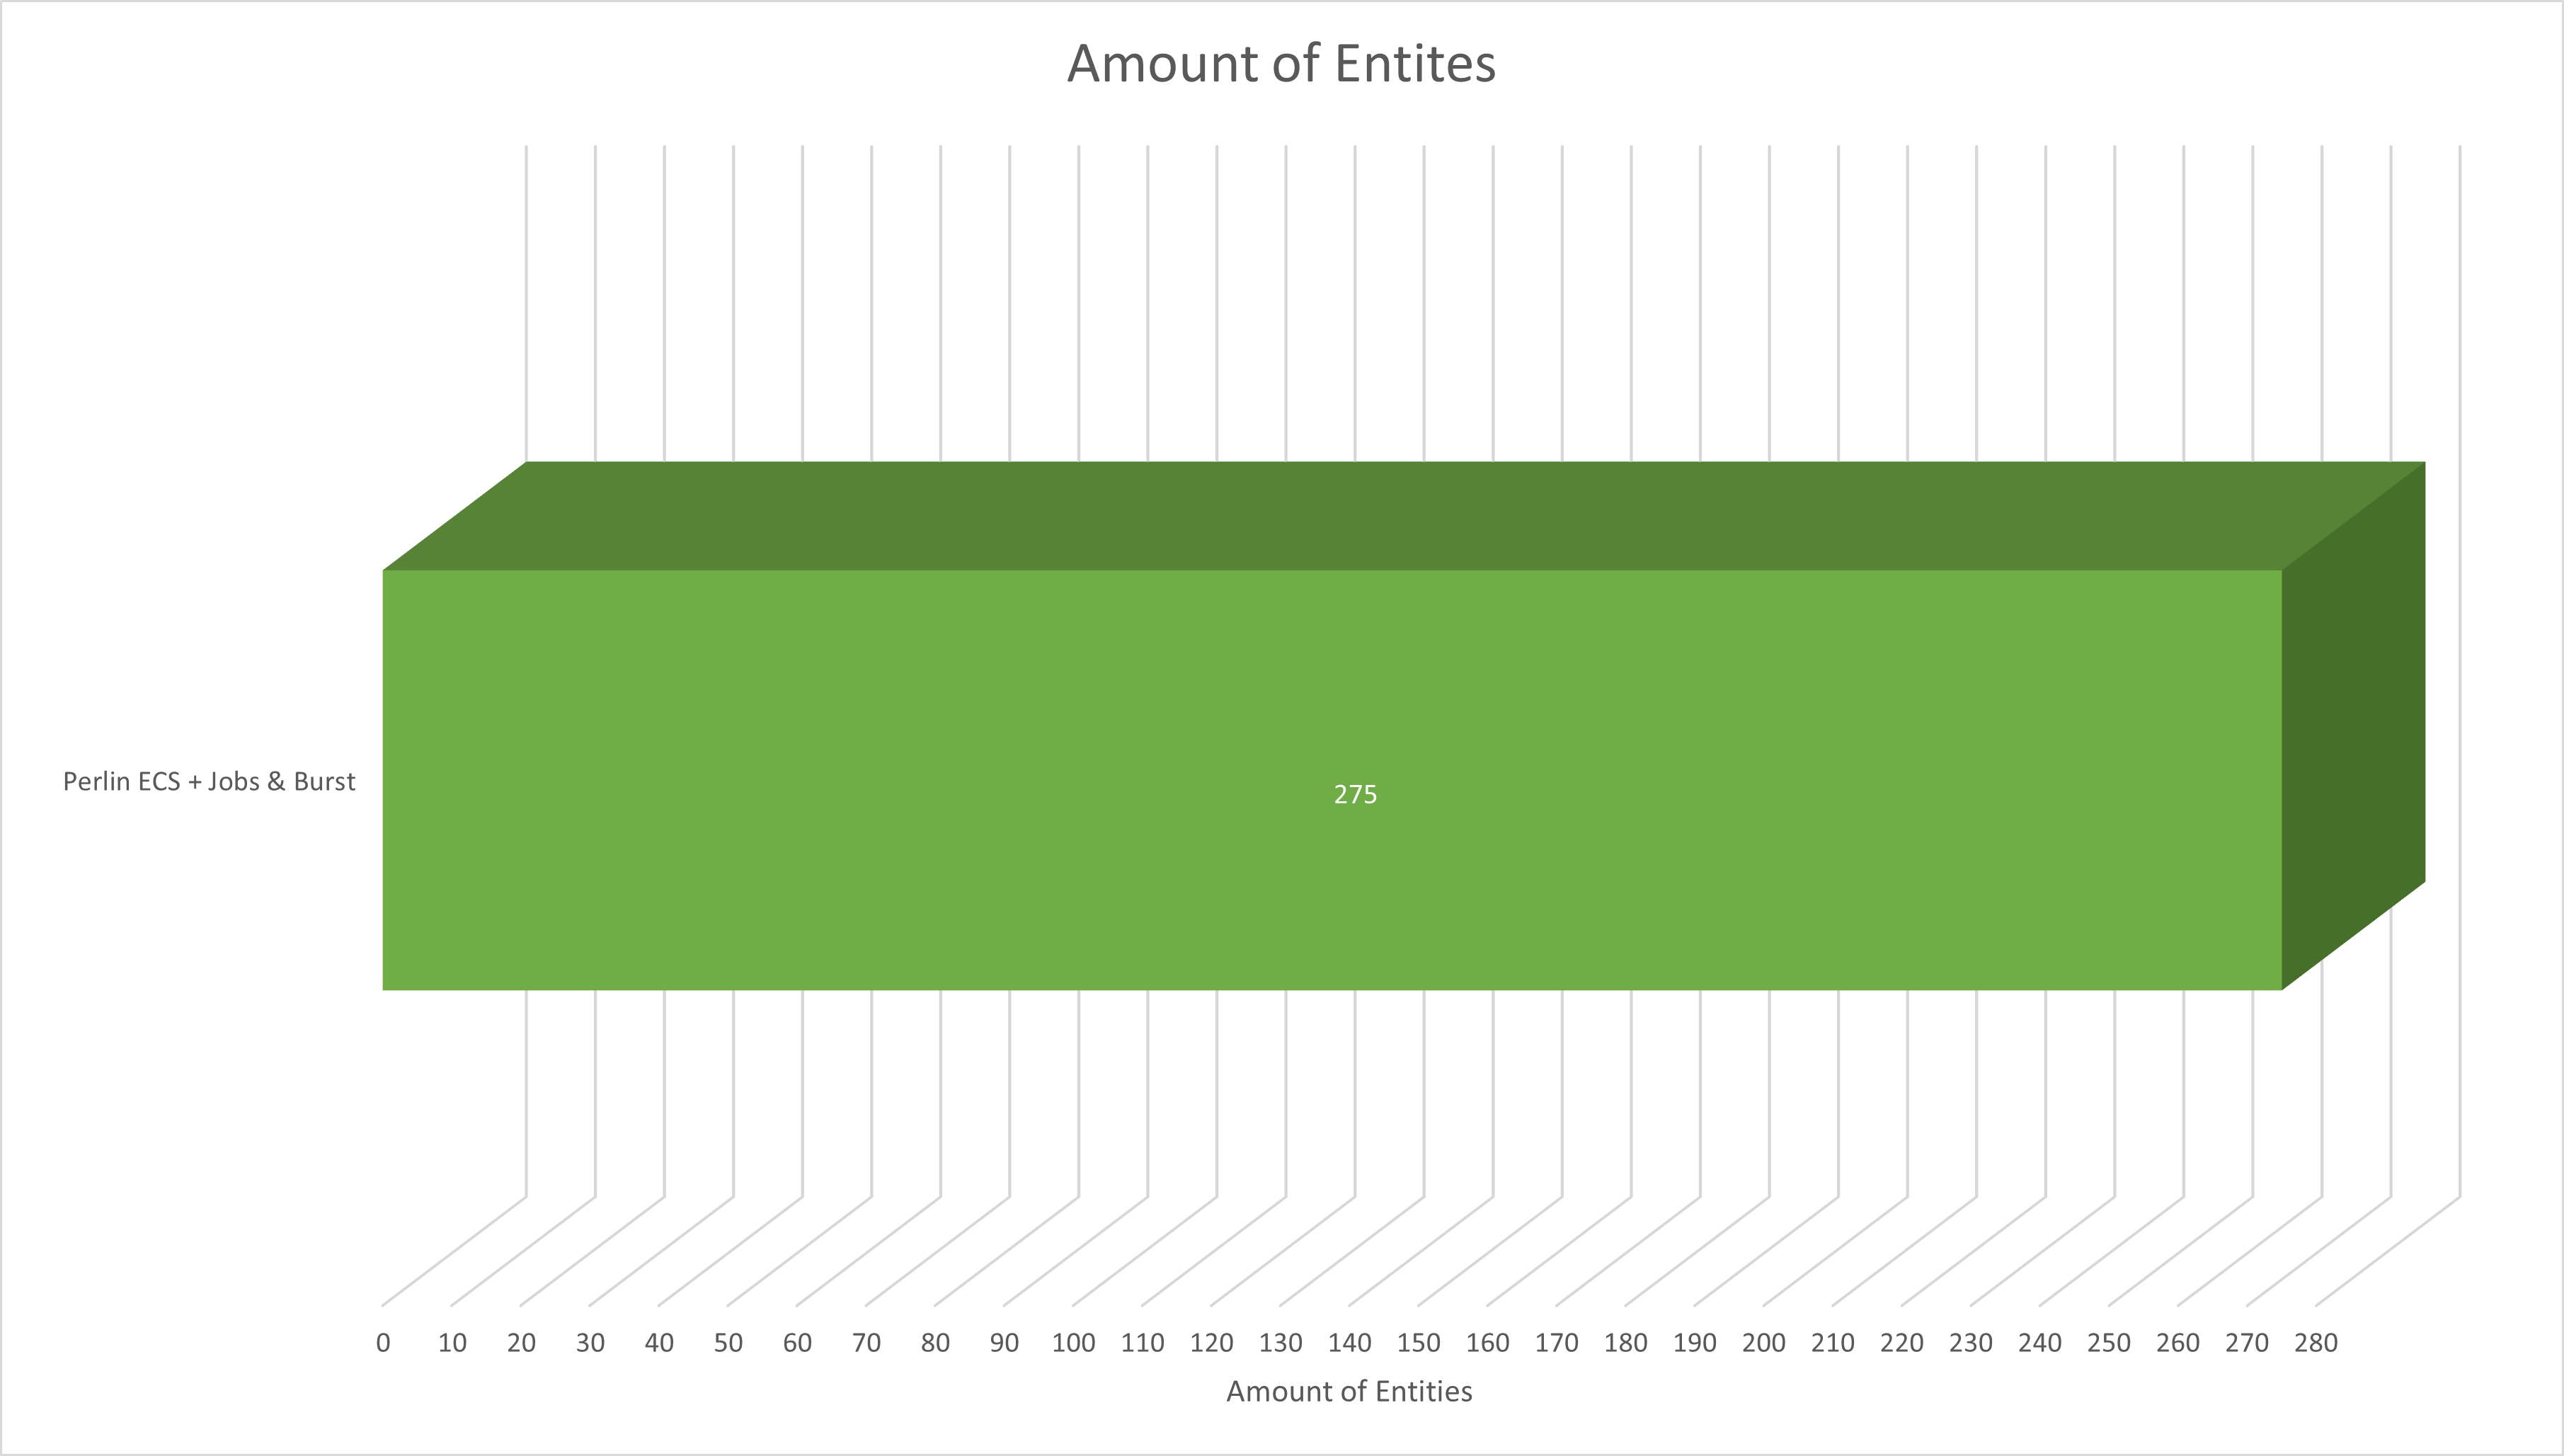 Amount of Entites
Perlin ECS + Jobs & Burst
275
0 10 20 30 40 50 60 70 80 90 100 110 120 130 140 150 160 170 180 190 200 210 220 230 240 250 260 270 280
Amount of Entities